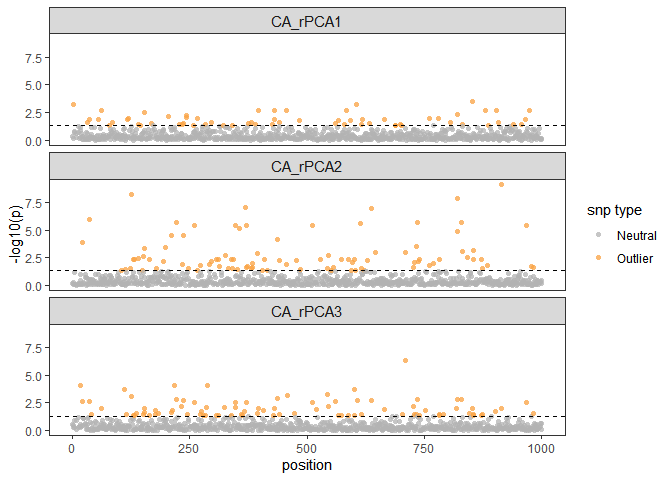 CA_rPCA1
7.5
5.0
2.5
0.0
CA_rPCA2
7.5
5.0
2.5
0.0
CA_rPCA3
7.5
5.0
2.5
0.0
0 250 500 750 1000
position
-log10(p)
snp type
Neutral
Outlier